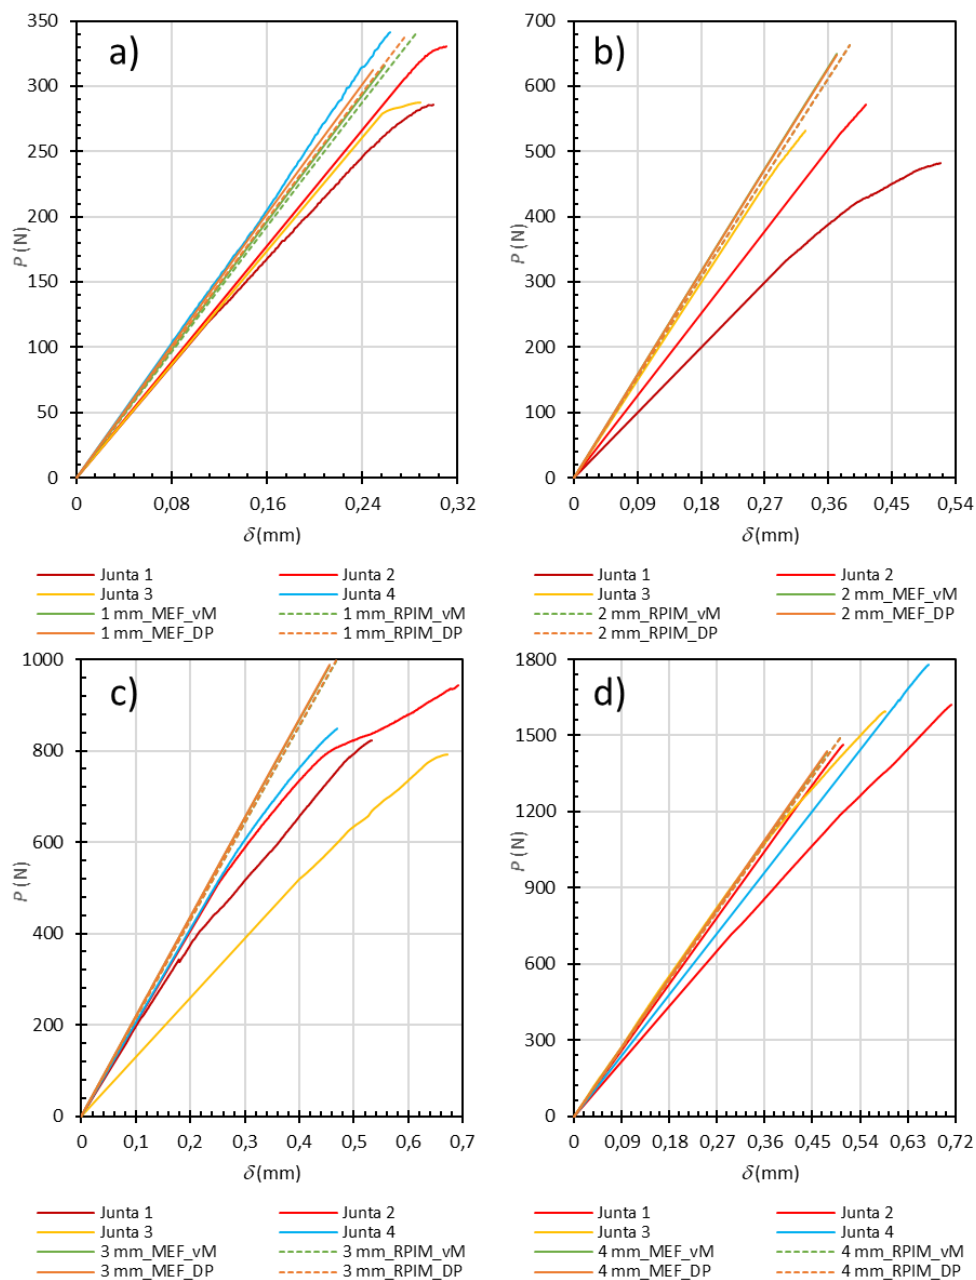 a)
350
300
250
200
150
100
50
0
P (N)
0 0,08 0,16 0,24 0,32
δ (mm)
Junta 1 Junta 2
Junta 3 Junta 4
1 mm_MEF_vM 1 mm_RPIM_vM
1 mm_MEF_DP 1 mm_RPIM_DP
b)
700
600
500
400
300
200
100
0
P (N)
0 0,09 0,18 0,27 0,36 0,45 0,54
δ (mm)
Junta 1 Junta 2
Junta 3 2 mm_MEF_vM
2 mm_RPIM_vM 2 mm_MEF_DP
2 mm_RPIM_DP
c)
1000
800
600
400
200
0
P (N)
0 0,1 0,2 0,3 0,4 0,5 0,6 0,7
δ (mm)
Junta 1 Junta 2
Junta 3 Junta 4
3 mm_MEF_vM 3 mm_RPIM_vM
3 mm_MEF_DP 3 mm_RPIM_DP
d)
1800
1500
1200
900
600
300
0
P (N)
0 0,09 0,18 0,27 0,36 0,45 0,54 0,63 0,72
δ (mm)
Junta 1 Junta 2
Junta 3 Junta 4
4 mm_MEF_vM 4 mm_RPIM_vM
4 mm_MEF_DP 4 mm_RPIM_DP